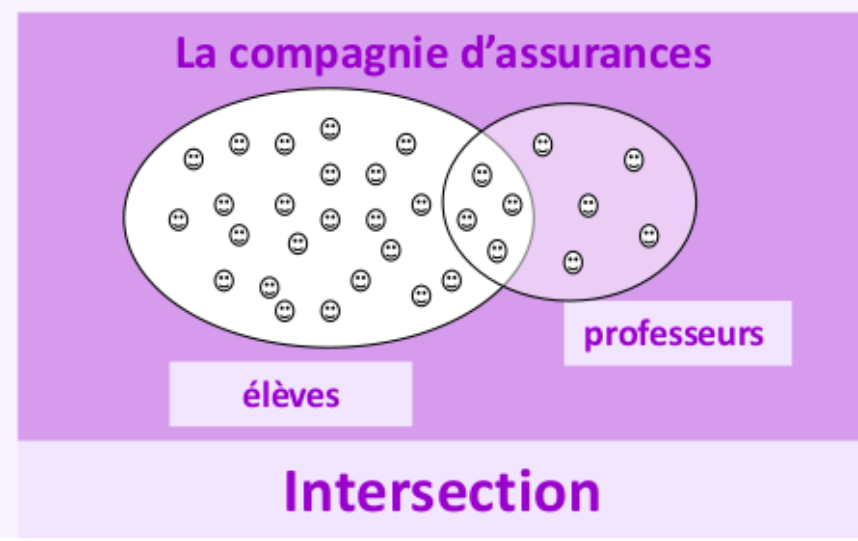 La compagnie d'assurances
professeurs
élèves
Intersection